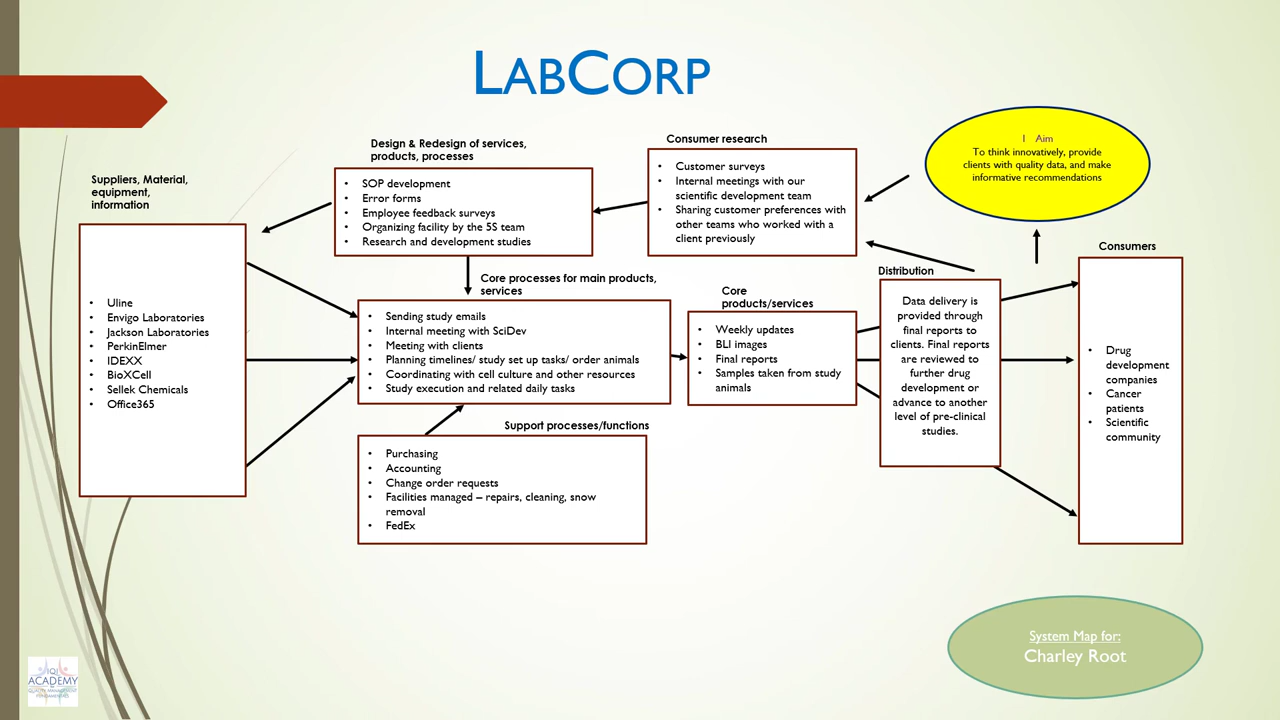 LABCORP
Design & Redesign of services,
products, processes
Consumer research
I Aim
To think innovatively, provide
clients with quality data, and make
informative recommendations
Suppliers, Material,
equipment,
information
• SOP development
• Error forms
• Employee feedback surveys
• Organizing facility by the 5S team
• Research and development studies
• Customer surveys
• Internal meetings with our
scientific development team
• Sharing customer preferences with
other teams who worked with a
client previously
Consumers
Distribution
Core processes for main products,
services
Core
products/services
• Uline
• Envigo Laboratories
• Jackson Laboratories
• PerkinElmer
• IDEXX
• BioXCell
• Sellek Chemicals
• Office365
• Sending study emails
• Internal meeting with SciDev
• Meeting with clients
• Planning timelines/ study set up tasks/ order animals
• Coordinating with cell culture and other resources
• Study execution and related daily tasks
• Weekly updates
• BLI images
• Final reports
• Samples taken from study
animals
Data delivery is
provided through
final reports to
clients. Final reports
are reviewed to
further drug
development or
advance to another
level of pre-clinical
studies.
• Drug
development
companies
• Cancer
patients
• Scientific
community
Support processes/functions
• Purchasing
• Accounting
• Change order requests
• Facilities managed – repairs, cleaning, snow
removal
• FedEx
System Map for:
Charley Root
IQI
ACADEMY
QUALITY MANAGEMENT
FUNDAMENTALS